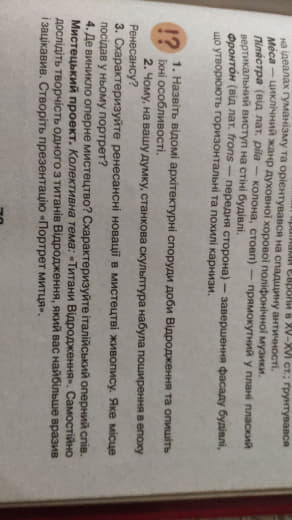 Європи в XV–XVI ст.; ґрунтувався
на ідеалах гуманізму та орієнтувався на спадщину античності.
Меса — циклічний жанр духовної хорової поліфонічної музики.
Пілястра (від лат. pila — колона, стовп) — прямокутний у плані плаский
вертикальний виступ на стіні будівлі.
Фронтон (від лат. frons — передня сторона) — завершення фасаду будівлі,
що утворюють горизонтальні та похилі карнизи.
!?
1. Назвіть відомі архітектурні споруди доби Відродження та опишіть
їхні особливості.
2. Чому, на вашу думку, станкова скульптура набула поширення в епоху
Ренесансу?
3. Схарактеризуйте ренесансні новації в мистецтві живопису. Яке місце
посідав у ньому портрет?
4. Де виникло оперне мистецтво? Схарактеризуйте італійський оперний спів.
Мистецький проект. Колективна тема: «Титани Відродження». Самостійно
дослідіть творчість одного з титанів Відродження, який вас найбільше вразив
і зацікавив. Створіть презентацію «Портрет митця».